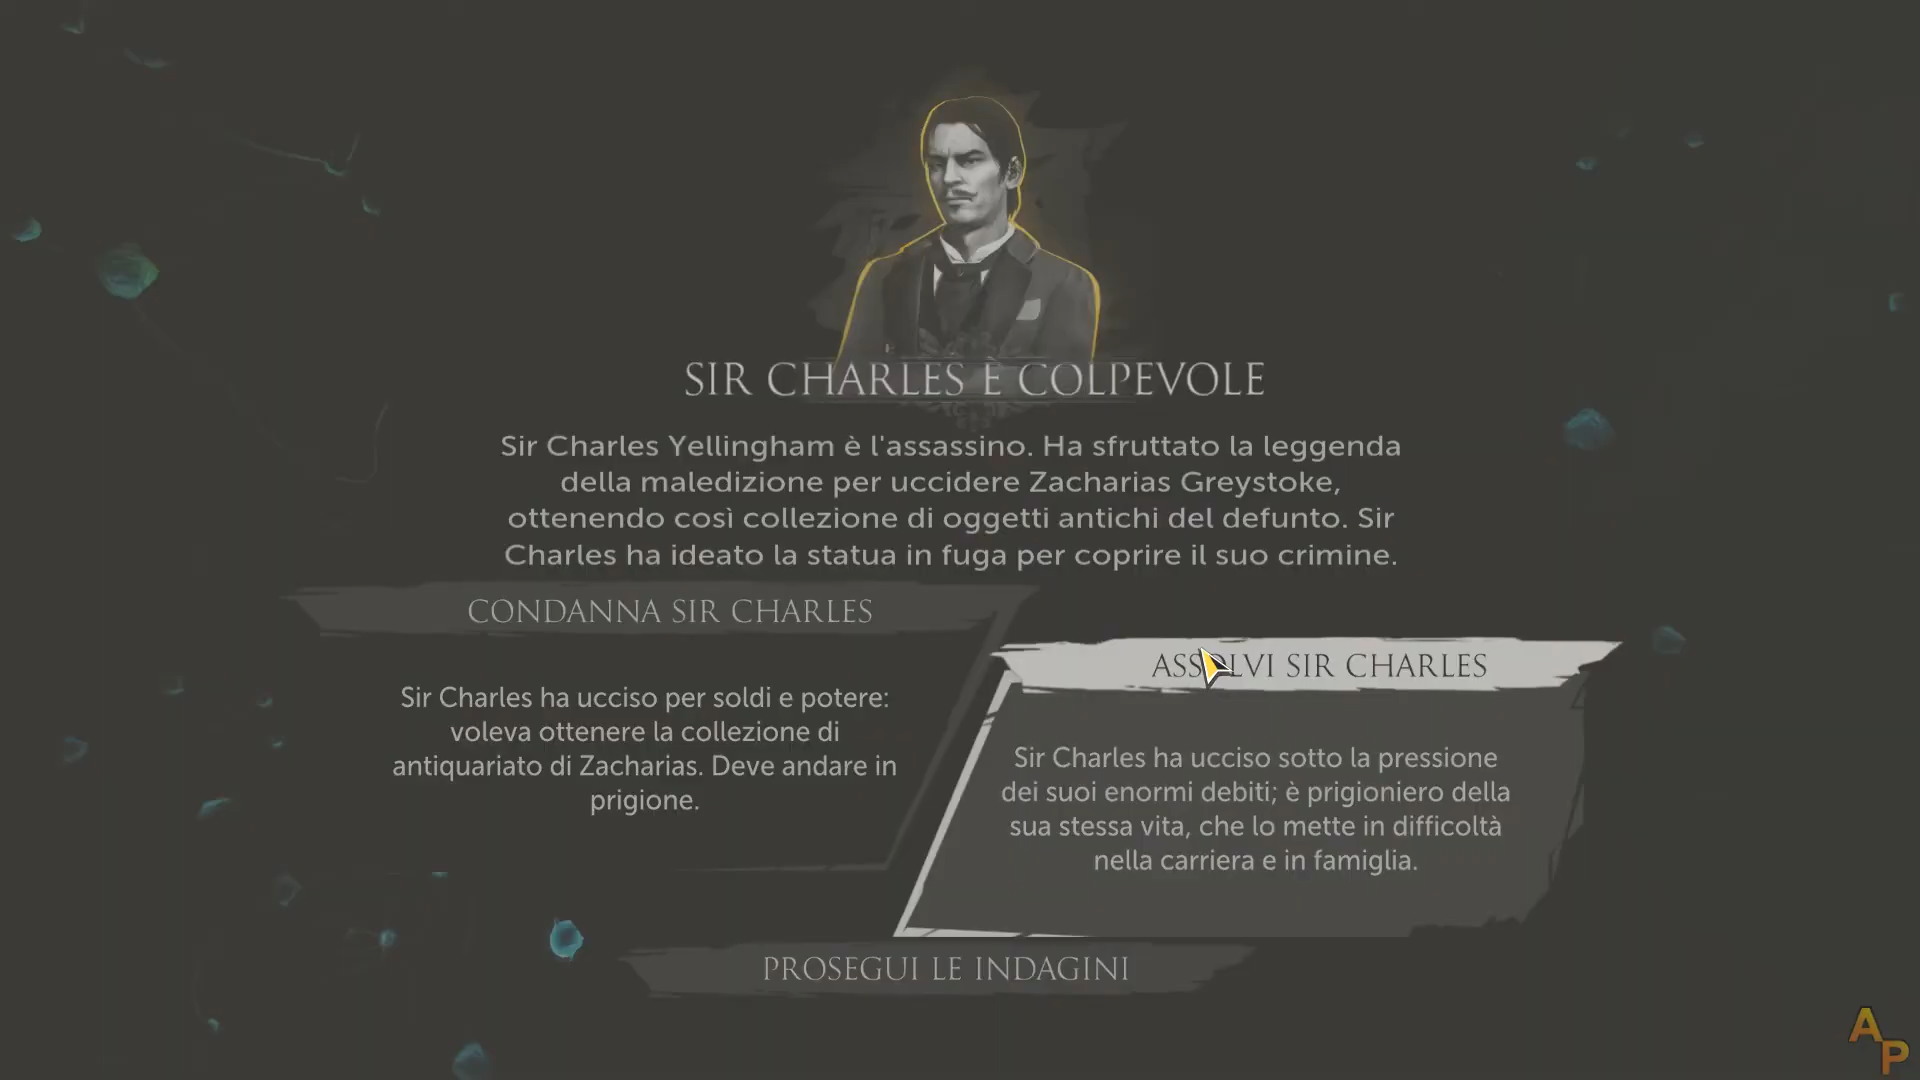 SIR CHARLES E COLPEVOLE
Sir Charles Yellingham è l'assassino. Ha sfruttato la leggenda
della maledizione per uccidere Zacharias Greystoke,
ottenendo così collezione di oggetti antichi del defunto. Sir
Charles ha ideato la statua in fuga per coprire il suo crimine.
CONDANNA SIR CHARLES
Sir Charles ha ucciso per soldi e potere:
voleva ottenere la collezione di
antiquariato di Zacharias. Deve andare in
prigione.
ASSOLVI SIR CHARLES
Sir Charles ha ucciso sotto la pressione
dei suoi enormi debiti; è prigioniero della
sua stessa vita, che lo mette in difficoltà
nella carriera e in famiglia.
PROSEGUI LE INDAGINI
AP